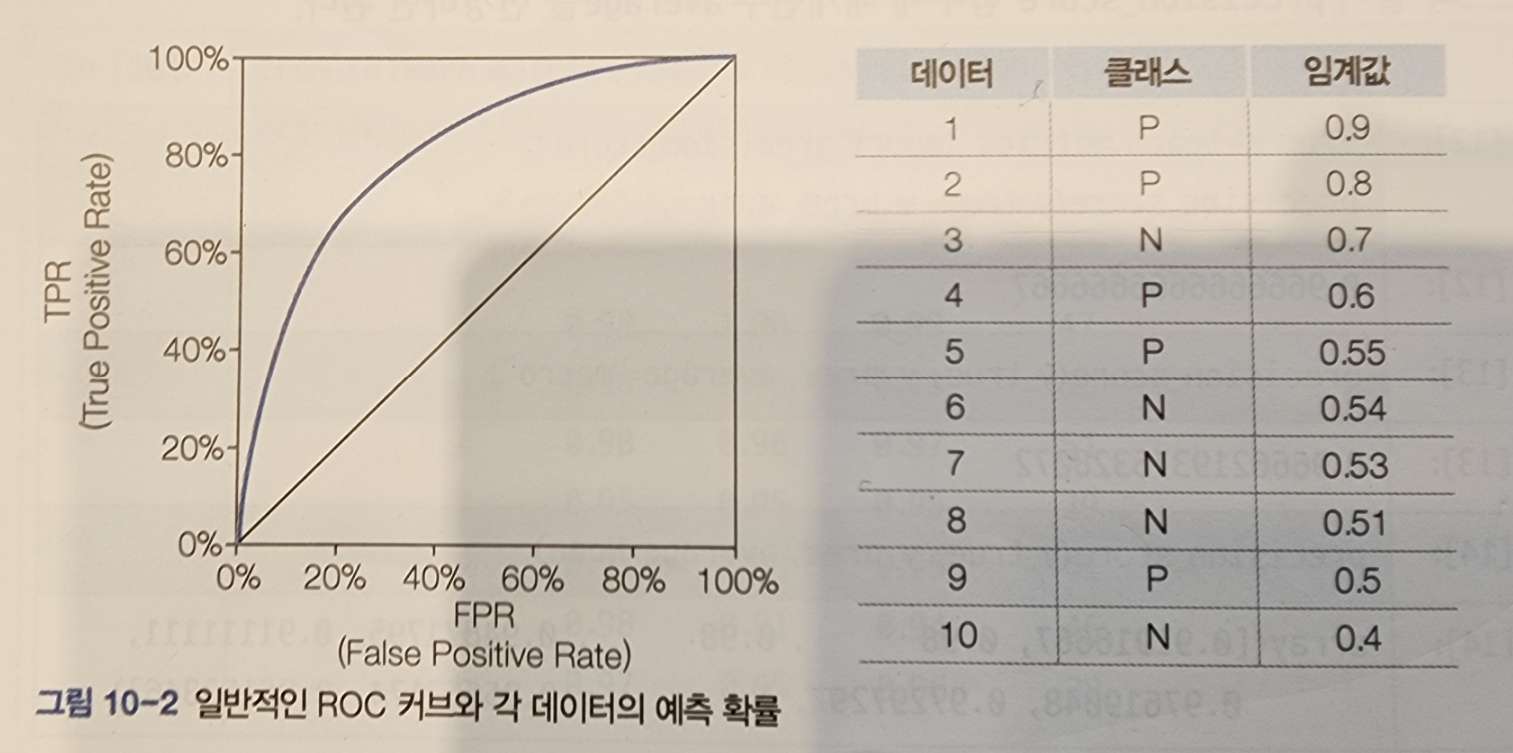 100%
80%
60%
40%
20%
0%
TPR
(True Positive Rate)
0% 20% 40% 60% 80% 100%
FPR
(False Positive Rate)
데이터 클래스 임계값
1 P 0.9
2 P 0.8
3 N 0.7
4 P 0.6
5 P 0.55
6 N 0.54
7 N 0.53
8 N 0.51
9 P 0.5
10 N 0.4
그림 10-2 일반적인 ROC 커브와 각 데이터의 예측 확률